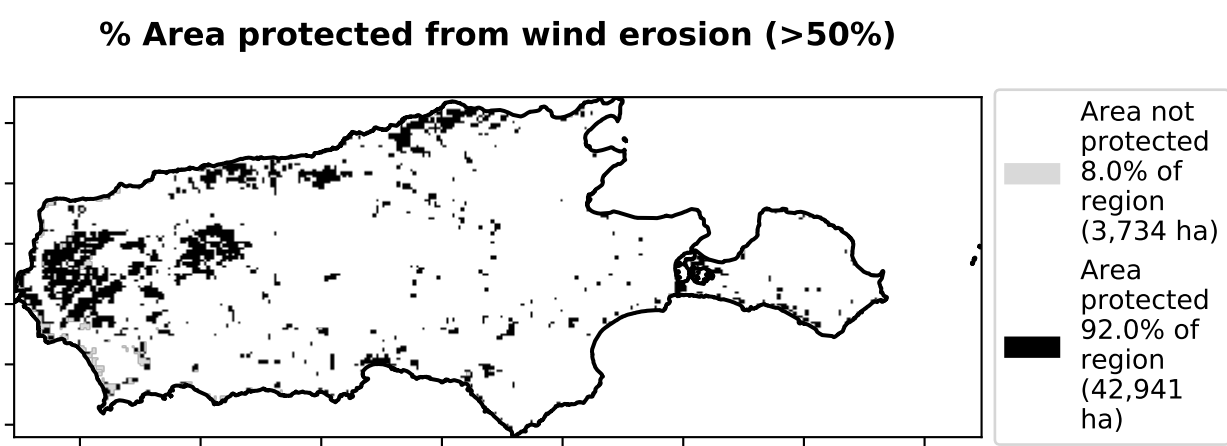 % Area protected from wind erosion (>50%)
Area not
protected
8.0% of
region
(3,734 ha)
Area
protected
92.0% of
region
(42,941
ha)